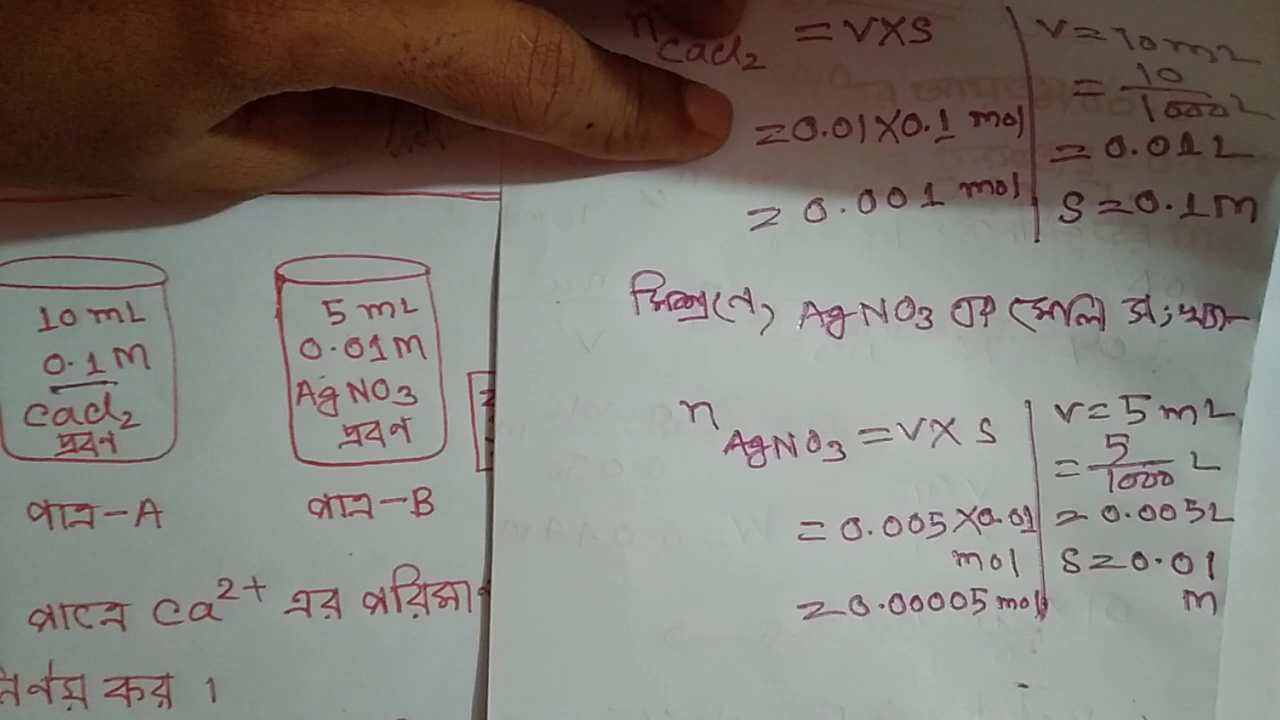 10 mL
0.1 M
CaCl2
দ্রবণ
পাত্র-A
5 mL
0.01 M
AgNO3
দ্রবণ
পাত্র-B
পাত্রে Ca2+ এর পরিমা
নির্ণয় কর।
n CaCl2 = V×S
= 0.01×0.1 mol
= 0.001 mol
V = 10 mL
= 10/1000 L
= 0.01 L
S = 0.1 M
মিশ্রণে, AgNO3 এর মোল সংখ্যা-
n AgNO3 = V×S
= 0.005×0.01
mol
= 0.00005 mol
V = 5 mL
= 5/1000 L
= 0.005 L
S = 0.01
M